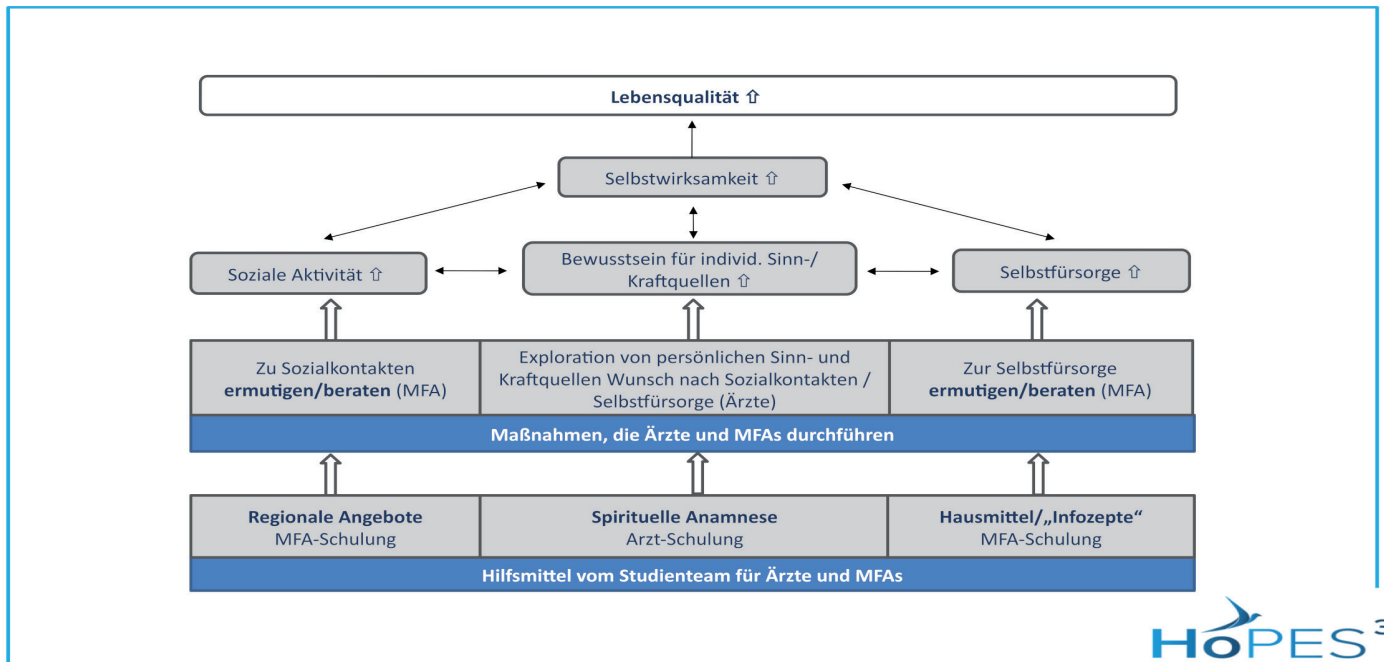 Lebensqualität ⇧
Selbstwirksamkeit ⇧
Soziale Aktivität ⇧
Bewusstsein für individ. Sinn-/
Kraftquellen ⇧
Selbstfürsorge ⇧
Zu Sozialkontakten
ermutigen/beraten (MFA)
Exploration von persönlichen Sinn- und
Kraftquellen Wunsch nach Sozialkontakten /
Selbstfürsorge (Ärzte)
Zur Selbstfürsorge
ermutigen/beraten (MFA)
Maßnahmen, die Ärzte und MFAs durchführen
Regionale Angebote
MFA-Schulung
Spirituelle Anamnese
Arzt-Schulung
Hausmittel/„Infozepte“
MFA-Schulung
Hilfsmittel vom Studienteam für Ärzte und MFAs
HoPES 3